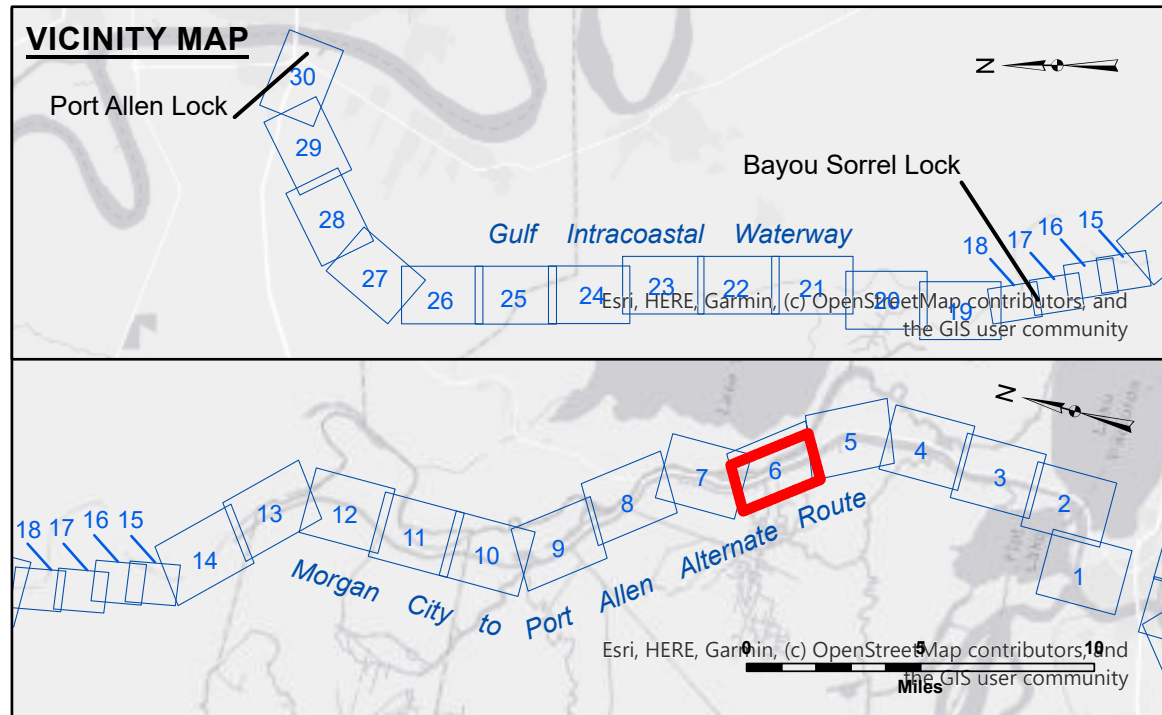 VICINITY MAP
N
30
Port Allen Lock
29
Bayou Sorrel Lock
28
Gulf Intracoastal Waterway
18 17 16 15
27
26 25 24 23 22 21 20 19
Esri, HERE, Garmin, (c) OpenStreetMap contributors, and
the GIS user community
N
5
4
6
3
7
2
8
18 17 16 15
13
12
11
10
9
14
1
Morgan City to Port Allen Alternate Route
Esri, HERE, Garmin, (c) OpenStreetMap contributors, and
the GIS user community
0 5 10
Miles